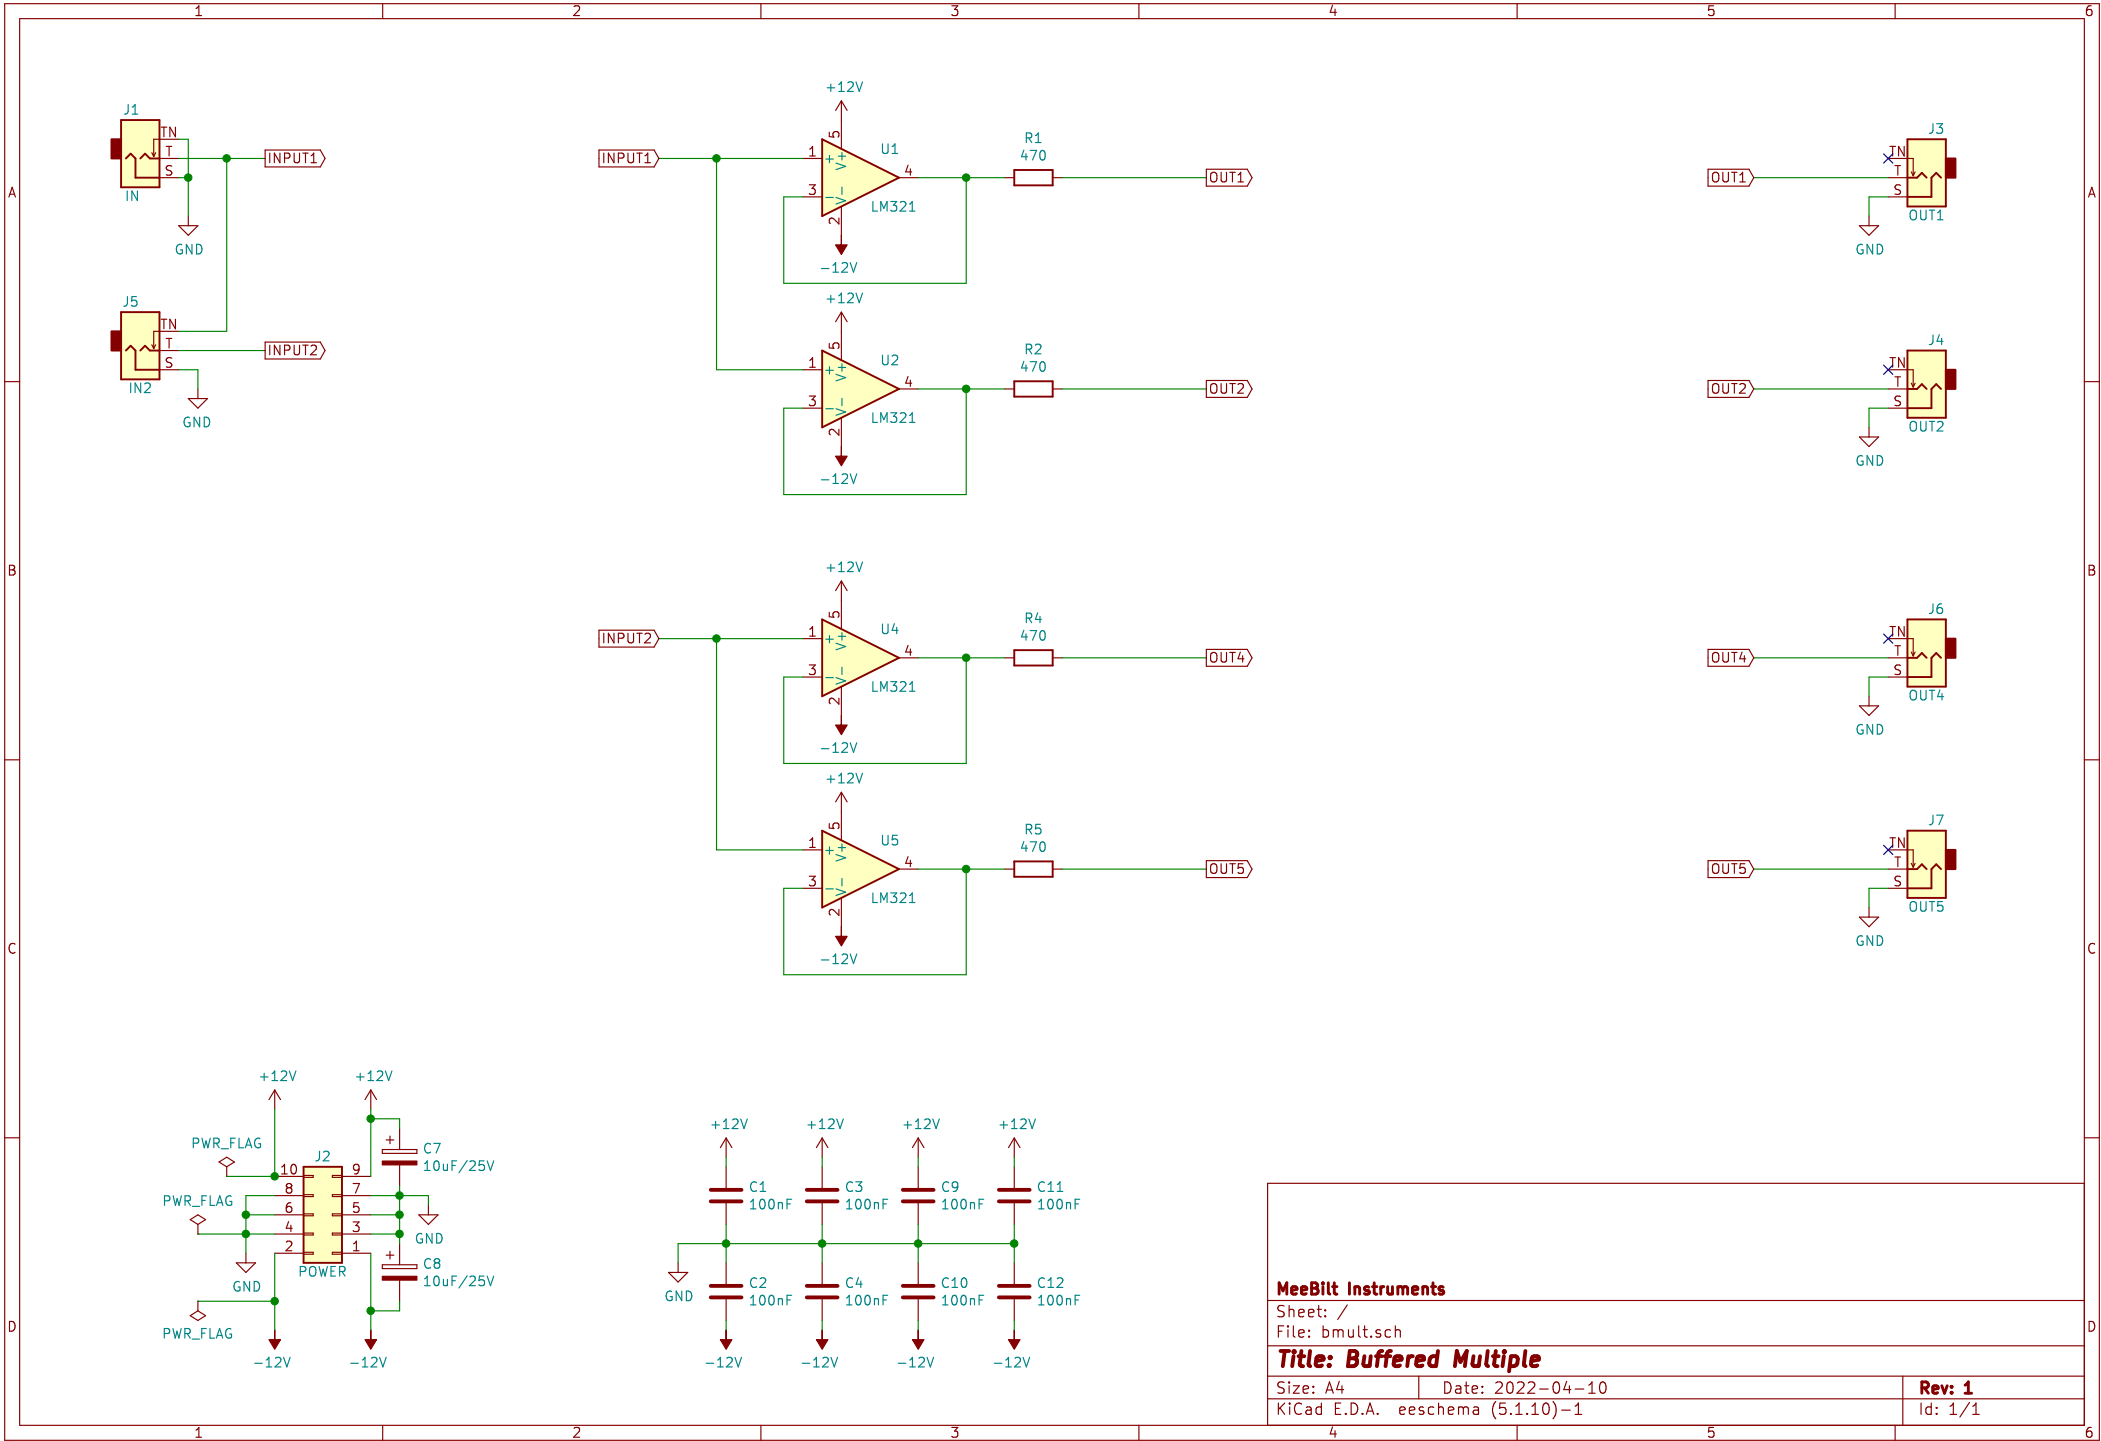 1 2 3 4 5 6
A
B
C
D
A
B
C
D
1 2 3 4 5 6
J1
TN
T
S
IN
GND
INPUT1
J5
TN
T
S
IN2
GND
INPUT2
INPUT1
+12V
5
1
+
V+
3
-
V-
2
4
U1
LM321
-12V
R1
470
OUT1
+12V
5
1
+
V+
3
-
V-
2
4
U2
LM321
-12V
R2
470
OUT2
INPUT2
+12V
5
1
+
V+
3
-
V-
2
4
U4
LM321
-12V
R4
470
OUT4
+12V
5
1
+
V+
3
-
V-
2
4
U5
LM321
-12V
R5
470
OUT5
OUT1
J3
TN
T
S
OUT1
GND
OUT2
J4
TN
T
S
OUT2
GND
OUT4
J6
TN
T
S
OUT4
GND
OUT5
J7
TN
T
S
OUT5
GND
+12V +12V
PWR_FLAG
PWR_FLAG
PWR_FLAG
J2
10 9
8 7
6 5
4 3
2 1
POWER
GND
GND
+
C7
10uF/25V
+
C8
10uF/25V
-12V -12V
+12V +12V +12V +12V
C1 C3 C9 C11
100nF 100nF 100nF 100nF
GND
C2 C4 C10 C12
100nF 100nF 100nF 100nF
-12V -12V -12V -12V
MeeBilt Instruments
Sheet: /
File: bmult.sch
Title: Buffered Multiple
Size: A4 Date: 2022-04-10 Rev: 1
KiCad E.D.A. eeschema (5.1.10)-1 Id: 1/1